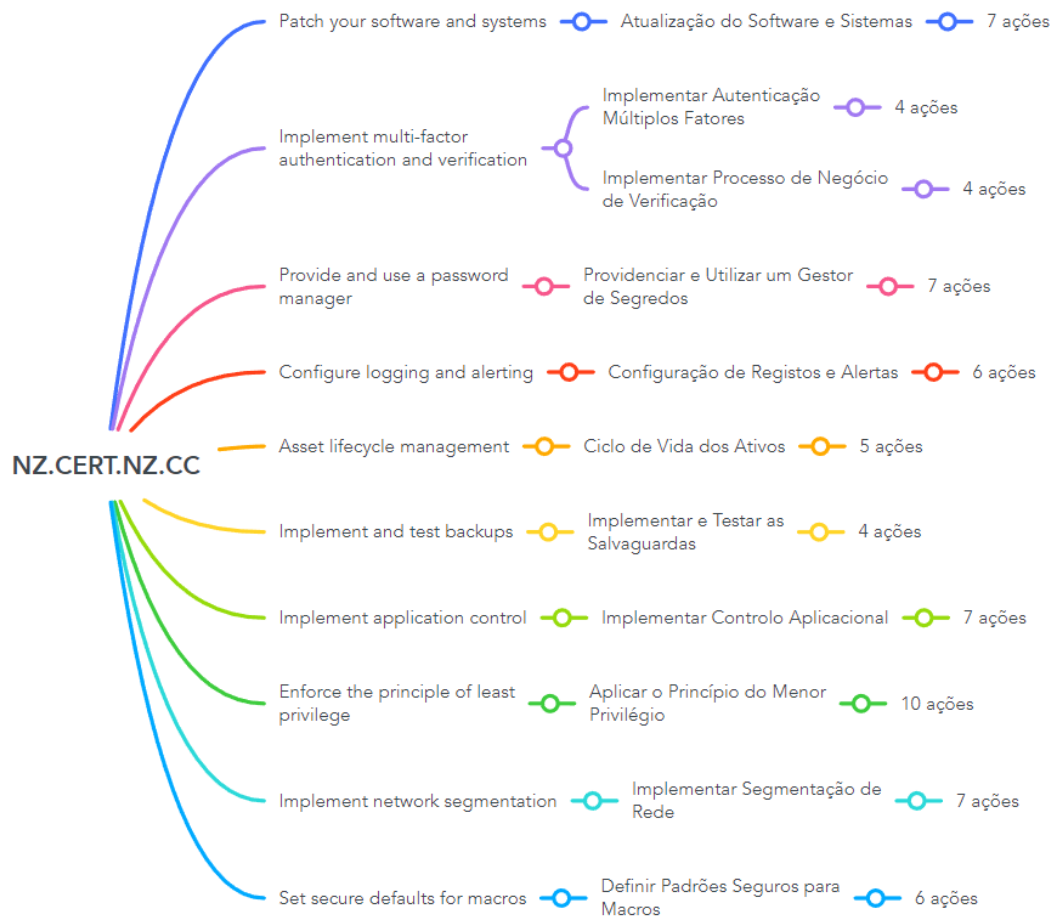 Patch your software and systems
Atualização do Software e Sistemas
7 ações
Implement multi-factor
authentication and verification
Implementar Autenticação
Múltiplos Fatores
4 ações
Implementar Processo de Negócio
de Verificação
4 ações
Provide and use a password
manager
Providenciar e Utilizar um Gestor
de Segredos
7 ações
Configure logging and alerting
Configuração de Registos e Alertas
6 ações
NZ.CERT.NZ.CC
Asset lifecycle management
Ciclo de Vida dos Ativos
5 ações
Implement and test backups
Implementar e Testar as
Salvaguardas
4 ações
Implement application control
Implementar Controlo Aplicacional
7 ações
Enforce the principle of least
privilege
Aplicar o Princípio do Menor
Privilégio
10 ações
Implement network segmentation
Implementar Segmentação de
Rede
7 ações
Set secure defaults for macros
Definir Padrões Seguros para
Macros
6 ações